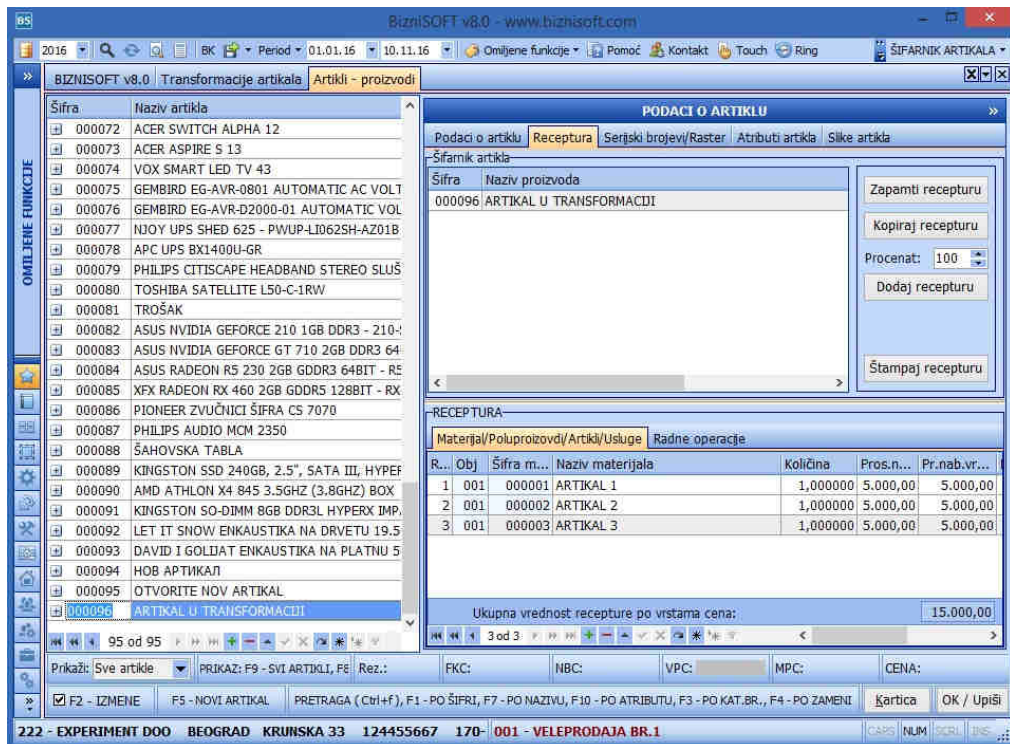 BS BizniSOFT v8.0 - www.biznisoft.com
2016 BK Period 01.01.16 10.11.16 Omiljene funkcije Pomoć Kontakt Touch Ring ŠIFARNIK ARTIKALA
BIZNISOFT v8.0 Transformacije artikala Artikli - proizvodi
OMILJENE FUNKCIJE
Šifra Naziv artikla
000072 ACER SWITCH ALPHA 12
000073 ACER ASPIRE S 13
000074 VOX SMART LED TV 43
000075 GEMBIRD EG-AVR-0801 AUTOMATIC AC VOLT
000076 GEMBIRD EG-AVR-D2000-01 AUTOMATIC VOL
000077 NJOY UPS SHED 625 - PWUP-LI062SH-AZ01B
000078 APC UPS BX1400U-GR
000079 PHILIPS CITISCAPE HEADBAND STEREO SLUŠ
000080 TOSHIBA SATELLITE L50-C-1RW
000081 TROŠAK
000082 ASUS NVIDIA GEFORCE 210 1GB DDR3 - 210-
000083 ASUS NVIDIA GEFORCE GT 710 2GB DDR3 64
000084 ASUS RADEON R5 230 2GB GDDR3 64BIT - R5
000085 XFX RADEON RX 460 2GB GDDR5 128BIT - RX
000086 PIONEER ZVUČNICI ŠIFRA CS 7070
000087 PHILIPS AUDIO MCM 2350
000088 ŠAHOVSKA TABLA
000089 KINGSTON SSD 240GB, 2.5", SATA III, HYPER
000090 AMD ATHLON X4 845 3.5GHZ (3.8GHZ) BOX
000091 KINGSTON SO-DIMM 8GB DDR3L HYPERX IMP
000092 LET IT SNOW ENKAUSTIKA NA DRVETU 19.5
000093 DAVID I GOLIJAT ENKAUSTIKA NA PLATNU 5
000094 НОВ АРТИКАЛ
000095 OTVORITE NOV ARTIKAL
000096 ARTIKAL U TRANSFORMACIJI
95 od 95
PODACI O ARTIKLU
Podaci o artiklu Receptura Serijski brojevi/Raster Atributi artikla Slike artikla
Šifarnik artikla
Šifra Naziv proizvoda
000096 ARTIKAL U TRANSFORMACIJI
Zapamti recepturu
Kopiraj recepturu
Procenat: 100
Dodaj recepturu
Štampaj recepturu
RECEPTURA
Materijal/Poluproizovdi/Artikli/Usluge Radne operacije
R... Obj Šifra m... Naziv materijala Količina Pros.n... Pr.nab.vr...
1 001 000001 ARTIKAL 1 1,000000 5.000,00 5.000,00
2 001 000002 ARTIKAL 2 1,000000 5.000,00 5.000,00
3 001 000003 ARTIKAL 3 1,000000 5.000,00 5.000,00
Ukupna vrednost recepture po vrstama cena: 15.000,00
3 od 3
Prikaži: Sve artikle PRIKAZ: F9 - SVI ARTIKLI, F8 Rez.: FKC: NBC: VPC: MPC: CENA:
F2 - IZMENE F5 - NOVI ARTIKAL PRETRAGA (Ctrl+f), F1 - PO ŠIFRI, F7 - PO NAZIVU, F10 - PO ATRIBUTU, F3 - PO KAT.BR., F4 - PO ZAMENI Kartica OK / Upiši
222 - EXPERIMENT DOO BEOGRAD KRUNSKA 33 124455667 170- 001 - VELEPRODAJA BR.1 CAPS NUM SCRL INS